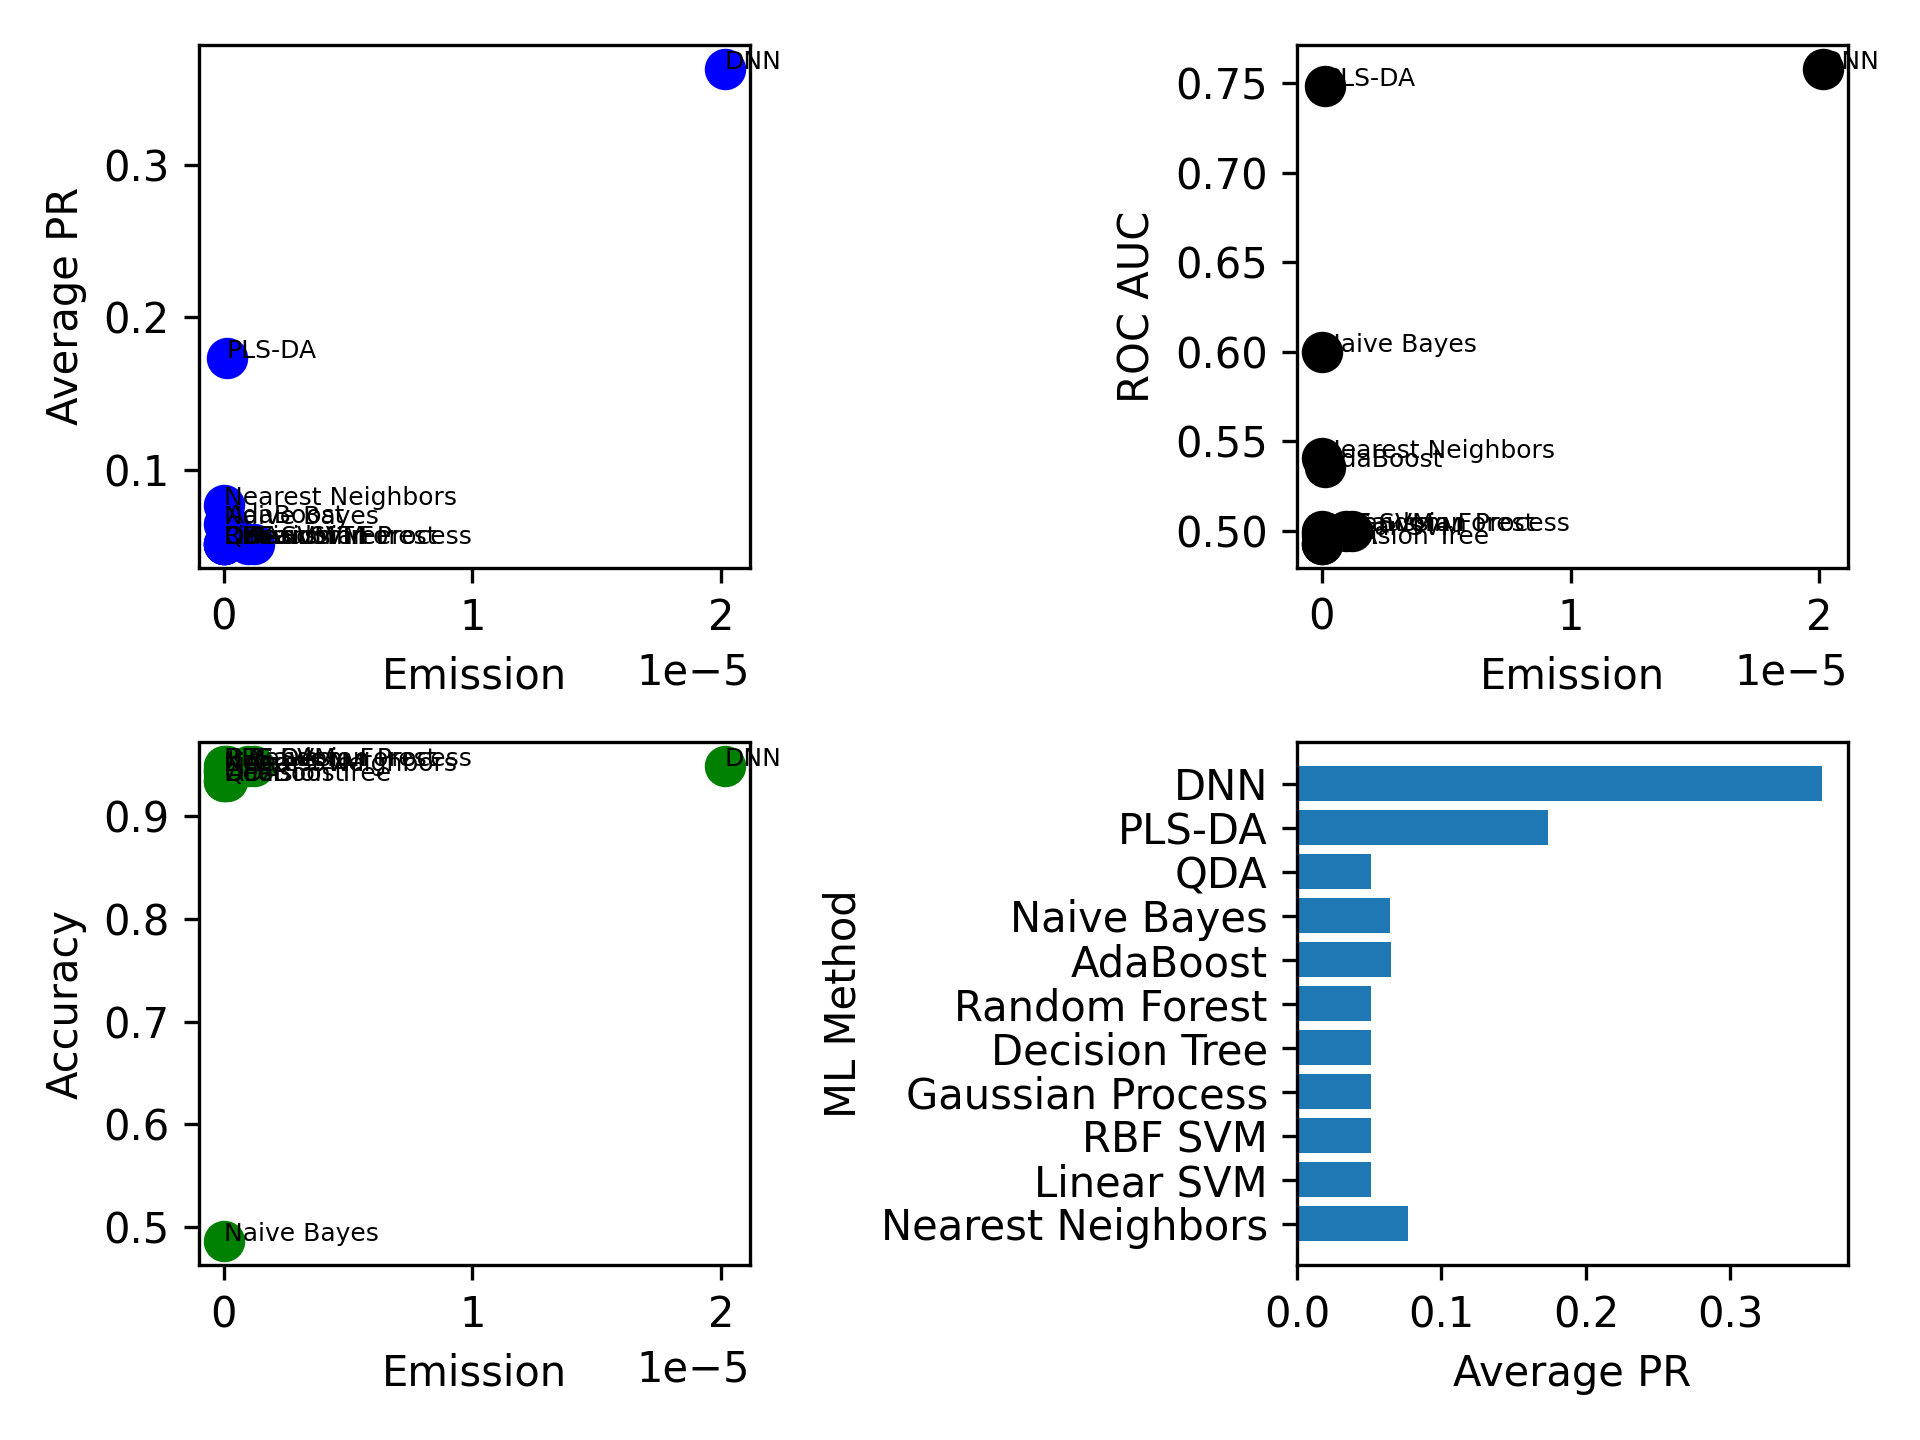 DNN
PLS-DA
Nearest Neighbors
AdaBoost
Naive Bayes
0.3
0.2
0.1
Average PR
0
1
2
Emission
1e−5
DNN
PLS-DA
Naive Bayes
Nearest Neighbors
AdaBoost
0.75
0.70
0.65
0.60
0.55
0.50
ROC AUC
0
1
2
Emission
1e−5
DNN
Naive Bayes
0.9
0.8
0.7
0.6
0.5
Accuracy
0
1
2
Emission
1e−5
DNN
PLS-DA
QDA
Naive Bayes
AdaBoost
Random Forest
Decision Tree
Gaussian Process
RBF SVM
Linear SVM
Nearest Neighbors
ML Method
0.0
0.1
0.2
0.3
Average PR